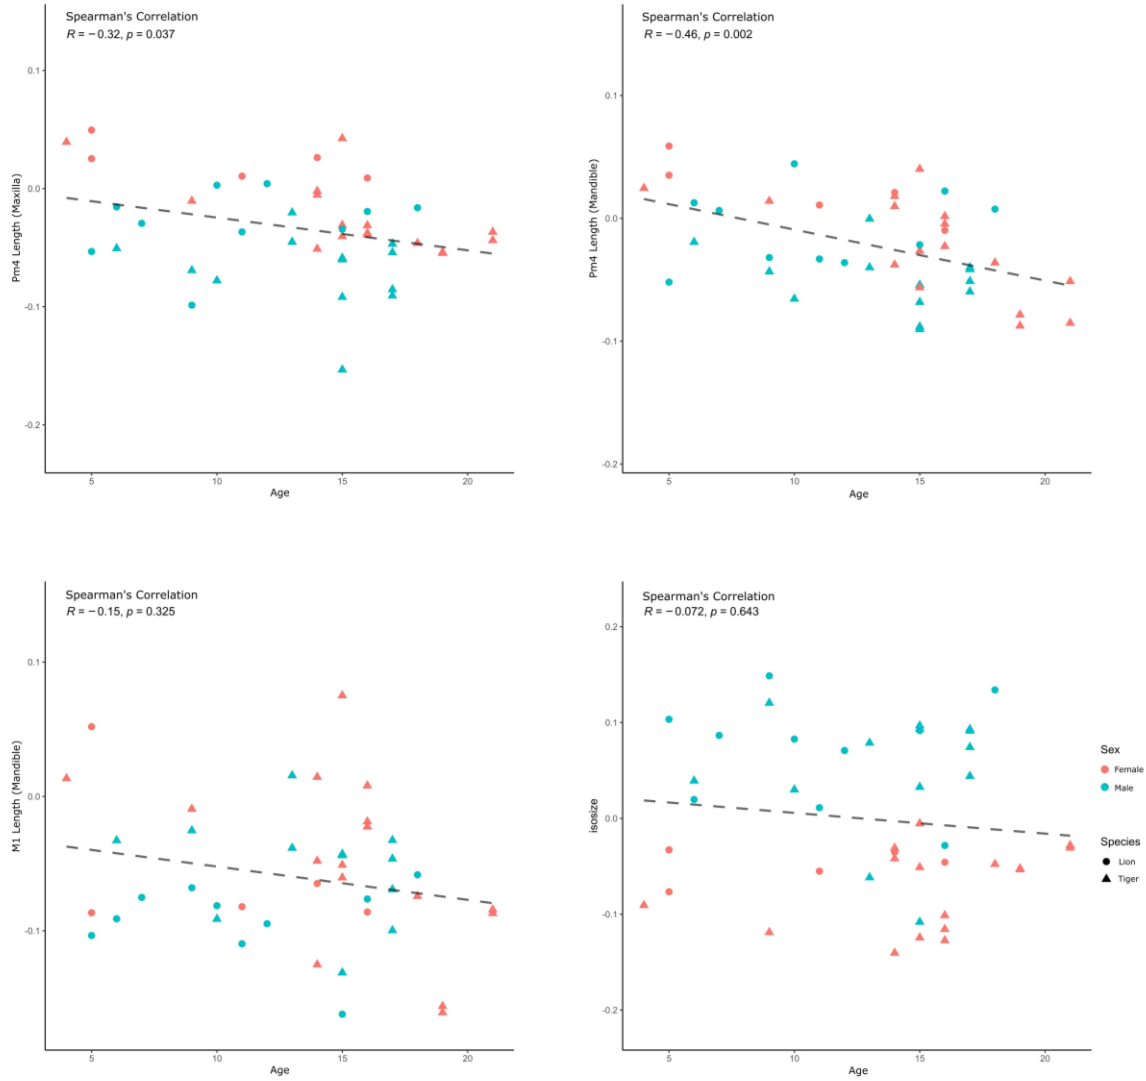 Spearman's Correlation
R = −0.32, p = 0.037
0.1
0.0
-0.1
-0.2
Pm4 Length (Maxilla)
5
10
15
20
Age
Spearman's Correlation
R = −0.46, p = 0.002
0.1
0.0
-0.1
-0.2
Pm4 Length (Mandible)
5
10
15
20
Age
Spearman's Correlation
R = −0.15, p = 0.325
0.1
0.0
-0.1
M1 Length (Mandible)
5
10
15
20
Age
Spearman's Correlation
R = −0.072, p = 0.643
0.2
0.1
0.0
-0.1
-0.2
isosize
5
10
15
20
Age
Sex
Female
Male
Species
Lion
Tiger